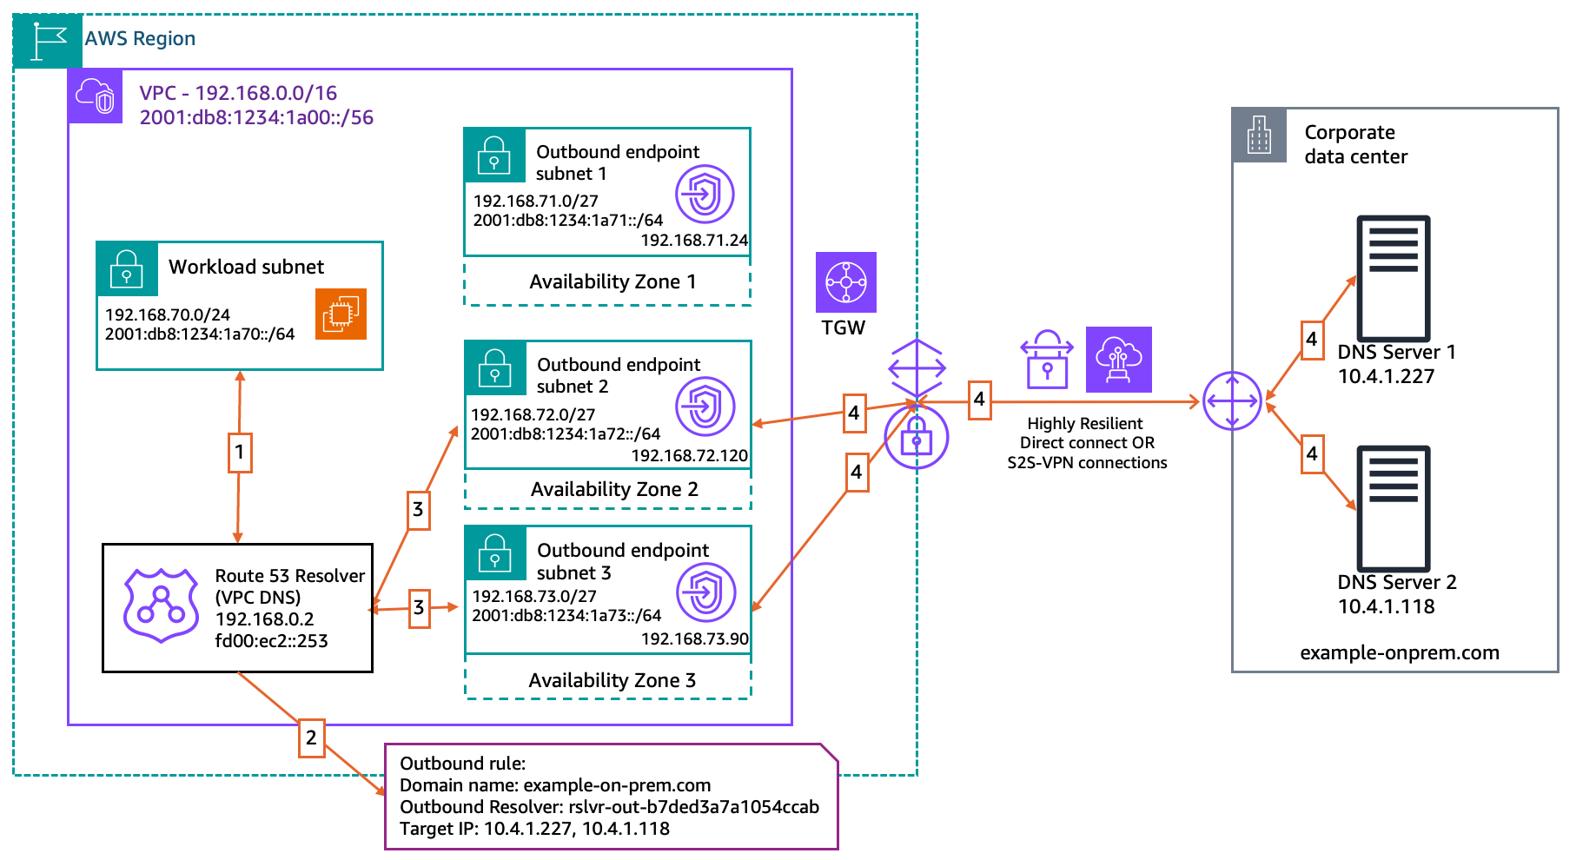 AWS Region
VPC - 192.168.0.0/16
2001:db8:1234:1a00::/56
Outbound endpoint
subnet 1
192.168.71.0/27
2001:db8:1234:1a71::/64
192.168.71.24
Availability Zone 1
Workload subnet
192.168.70.0/24
2001:db8:1234:1a70::/64
Outbound endpoint
subnet 2
192.168.72.0/27
2001:db8:1234:1a72::/64
192.168.72.120
Availability Zone 2
Outbound endpoint
subnet 3
192.168.73.0/27
2001:db8:1234:1a73::/64
192.168.73.90
Availability Zone 3
1
3
3
Route 53 Resolver
(VPC DNS)
192.168.0.2
fd00:ec2::253
2
Outbound rule:
Domain name: example-on-prem.com
Outbound Resolver: rslvr-out-b7ded3a7a1054ccab
Target IP: 10.4.1.227, 10.4.1.118
TGW
4
4
4
Highly Resilient
Direct connect OR
S2S-VPN connections
Corporate
data center
4
DNS Server 1
10.4.1.227
4
DNS Server 2
10.4.1.118
example-onprem.com